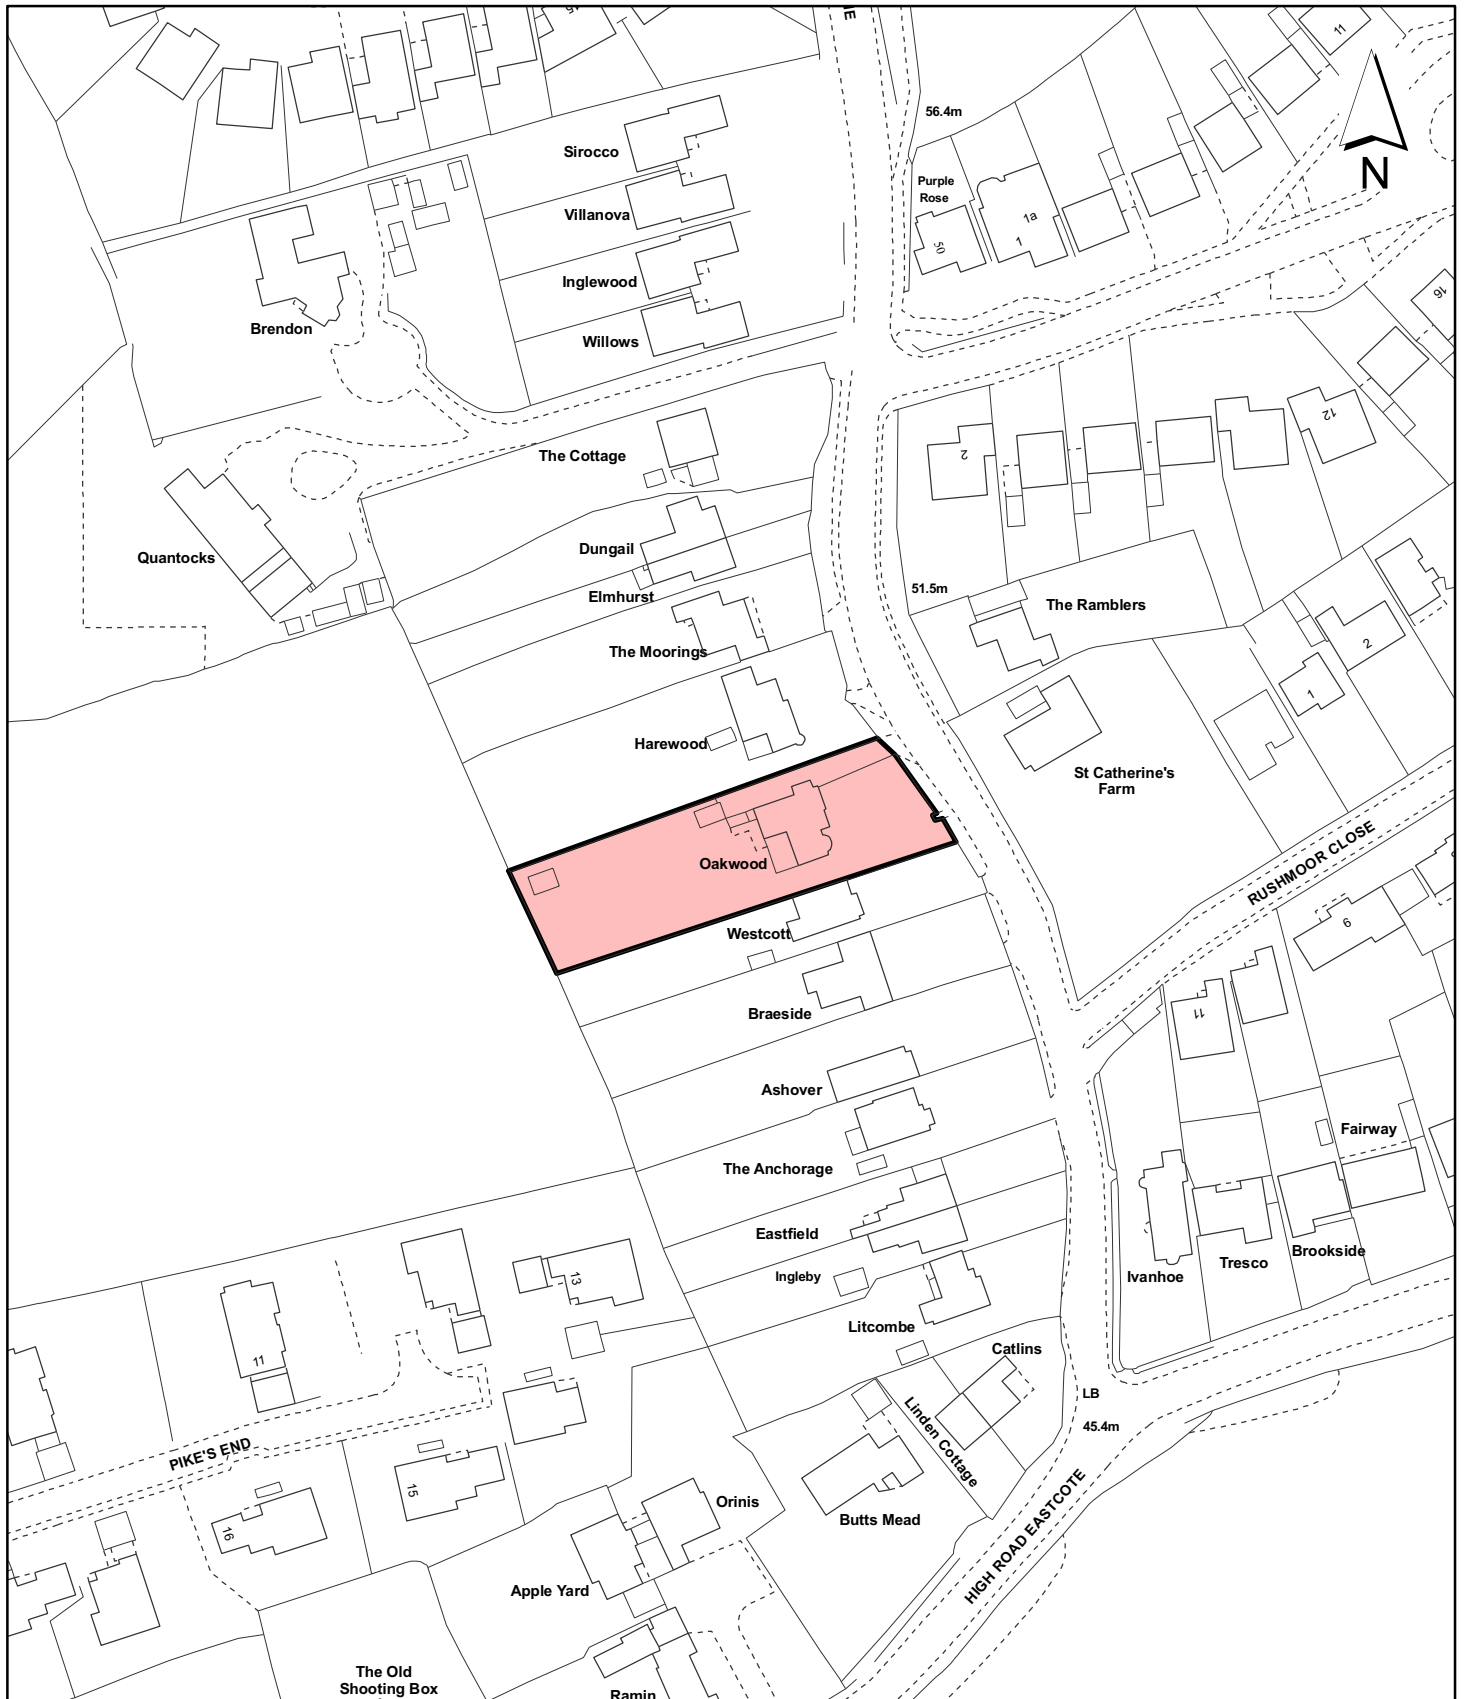 11
56.4m
N
Sirocco
Purple
Rose
Villanova
1a
50
1
Inglewood
16
Brendon
Willows
12
The Cottage
2
Dungail
Quantocks
51.5m
Elmhurst
The Ramblers
2
The Moorings
1
Harewood
St Catherine's
Farm
Oakwood
RUSHMOOR CLOSE
6
Westcott
Braeside
11
Ashover
Fairway
The Anchorage
Eastfield
Brookside
Tresco
Ingleby
Ivanhoe
13
Litcombe
Catlins
11
LB
Linden Cottage
45.4m
PIKE'S END
15
Orinis
Butts Mead
16
HIGH ROAD EASTCOTE
Apple Yard
The Old
Shooting Box
Ramin